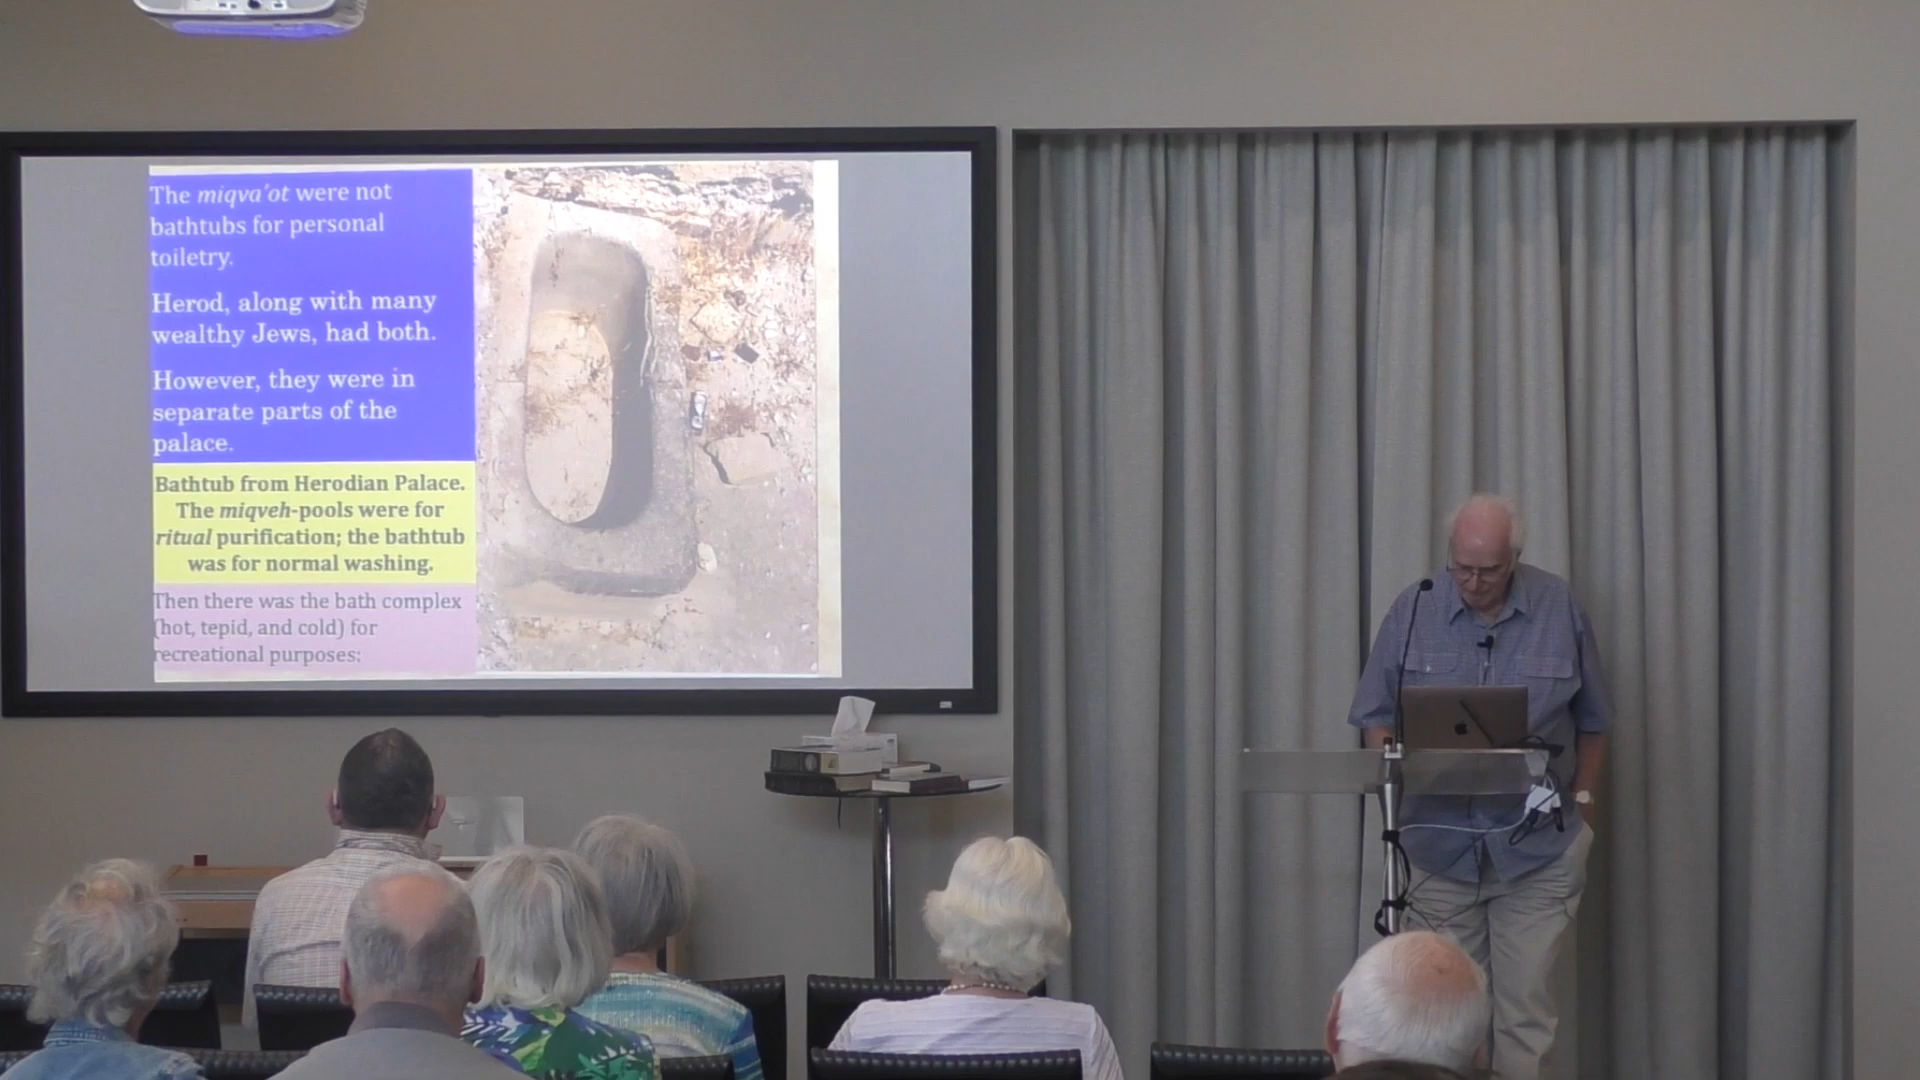 The miqva'ot were not
bathtubs for personal
toiletry.
Herod, along with many
wealthy Jews, had both.
However, they were in
separate parts of the
palace.
Bathtub from Herodian Palace.
The miqveh-pools were for
ritual purification; the bathtub
was for normal washing.
Then there was the bath complex
(hot, tepid, and cold) for
recreational purposes: